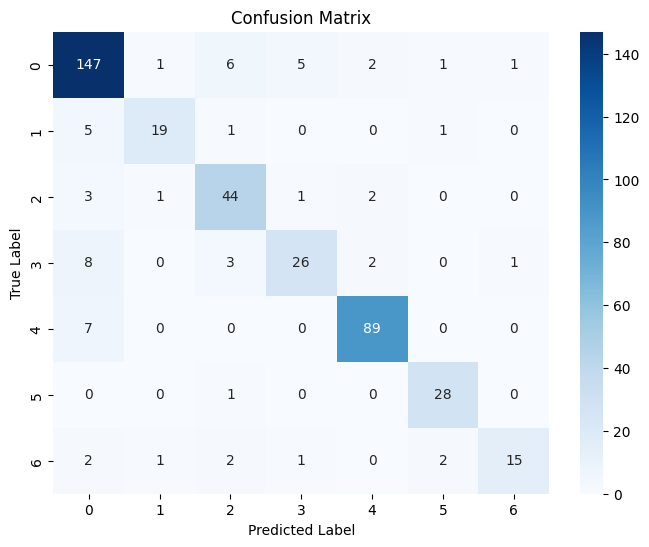 Confusion Matrix
0 147 1 6 5 2 1 1
1 5 19 1 0 0 1 0
2 3 1 44 1 2 0 0
3 8 0 3 26 2 0 1
4 7 0 0 0 89 0 0
5 0 0 1 0 0 28 0
6 2 1 2 1 0 2 15
0 1 2 3 4 5 6
True Label
Predicted Label
140
120
100
80
60
40
20
0